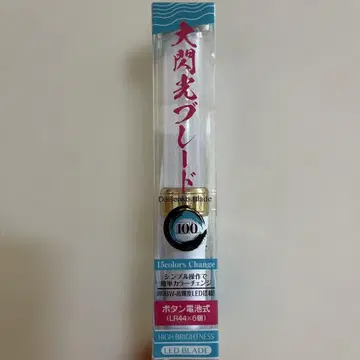 大閃光ブレード
Daisenko Blade
100
15colors Change
シンプル操作で
簡単カラーチェンジ
ボタン電池式
(LR44×6個)
HIGH BRIGHTNESS
LED BLADE